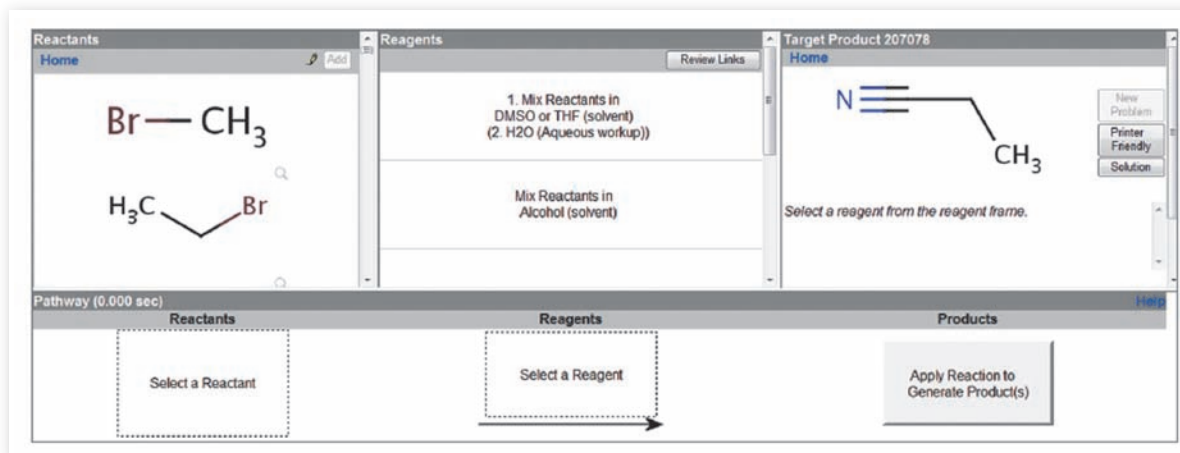 Reactants
Home
Add
Br—CH3
H3C
Br
Reagents
Review Links
1. Mix Reactants in
DMSO or THF (solvent)
(2. H2O (Aqueous workup))
Mix Reactants in
Alcohol (solvent)
Target Product 207078
Home
N
CH3
New
Problem
Printer
Friendly
Solution
Select a reagent from the reagent frame.
Pathway (0.000 sec)
Help
Reactants
Reagents
Products
Select a Reactant
Select a Reagent
Apply Reaction to
Generate Product(s)